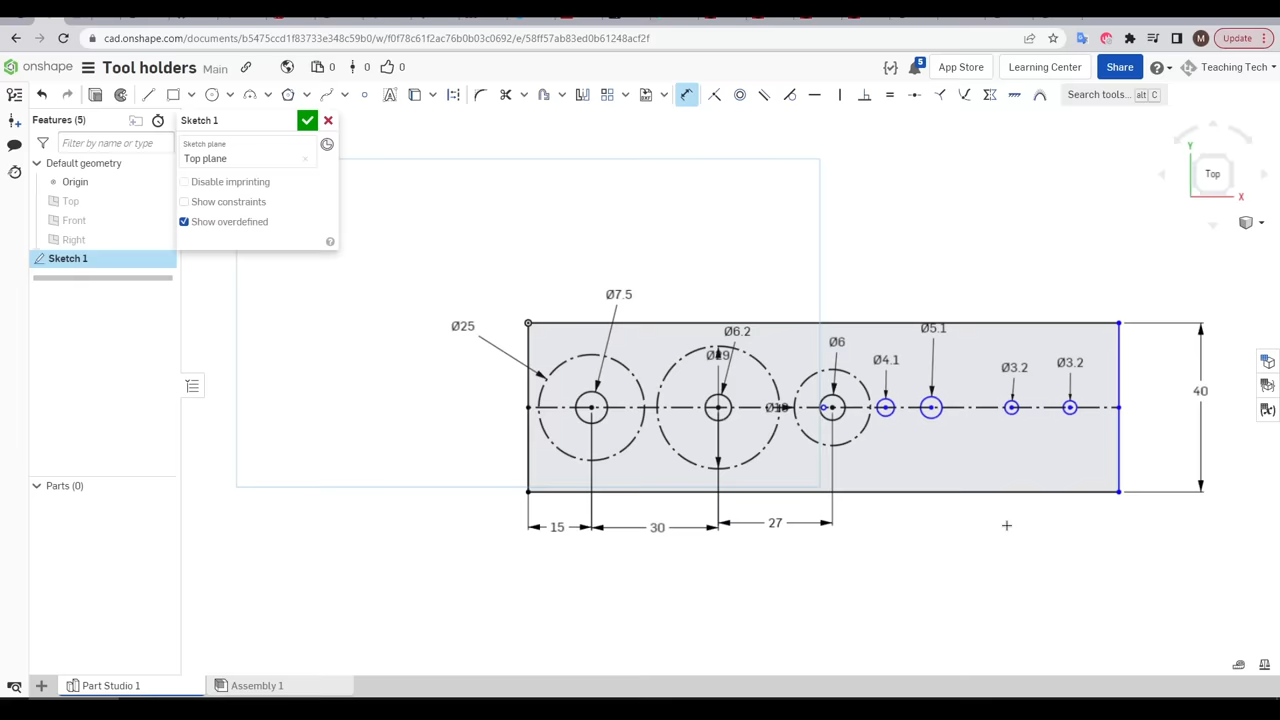 cad.onshape.com/documents/b5475ccd1f83733e348c59b0/w/f0f78c61f2ac76b0b03c0692/e/58ff57ab83ed0b61248acf2f
M
Update
onshape
Tool holders
Main
0
0
0
5
App Store
Learning Center
Share
Teaching Tech
Search tools...
alt
C
Features (5)
Filter by name or type
Default geometry
Origin
Top
Front
Right
Sketch 1
Parts (0)
Sketch 1
Sketch plane
Top plane
Disable imprinting
Show constraints
Show overdefined
Y
Top
X
Ø7.5
Ø25
Ø6.2
Ø5.1
Ø6
Ø4.1
Ø3.2
Ø3.2
40
15
30
27
Part Studio 1
Assembly 1